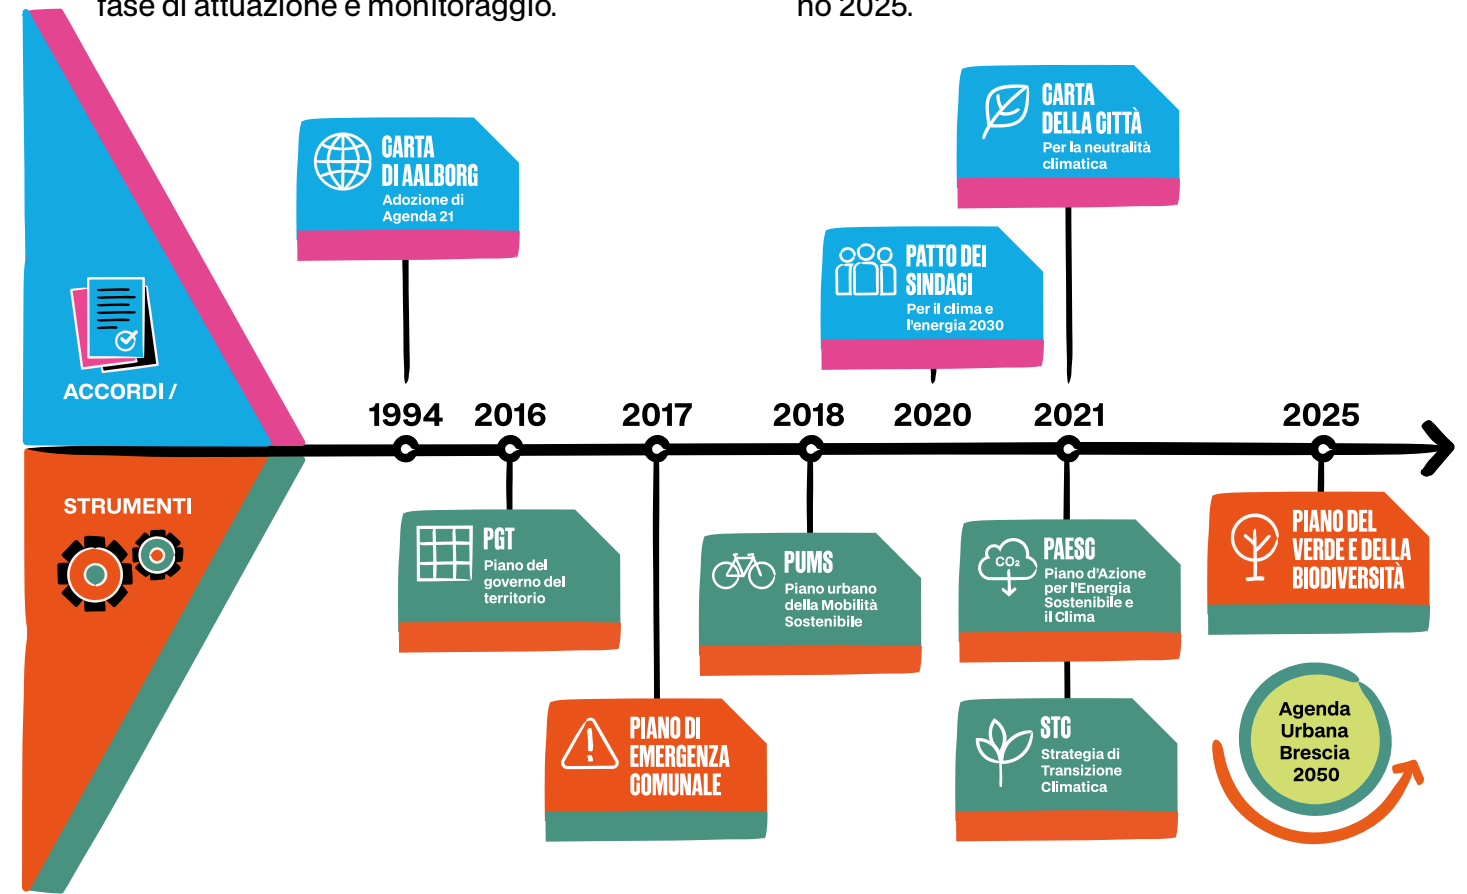 fase di attuazione e monitoraggio.
no 2025.
CARTA
DELLA CITTÀ
Per la neutralità
climatica
CARTA
DI AALBORG
Adozione di
Agenda 21
PATTO DEI
SINDACI
Per il clima e
l'energia 2030
ACCORDI /
1994 2016 2017 2018 2020 2021 2025
STRUMENTI
PGT
Piano del
governo del
territorio
PUMS
Piano urbano
della Mobilità
Sostenibile
CO₂
PAESC
Piano d'Azione
per l'Energia
Sostenibile e
il Clima
PIANO DEL
VERDE E DELLA
BIODIVERSITÀ
PIANO DI
EMERGENZA
COMUNALE
STC
Strategia di
Transizione
Climatica
Agenda
Urbana
Brescia
2050